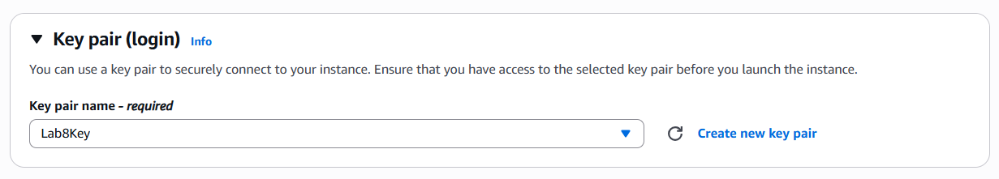 Key pair (login) Info
You can use a key pair to securely connect to your instance. Ensure that you have access to the selected key pair before you launch the instance.
Key pair name - required
Lab8Key Create new key pair